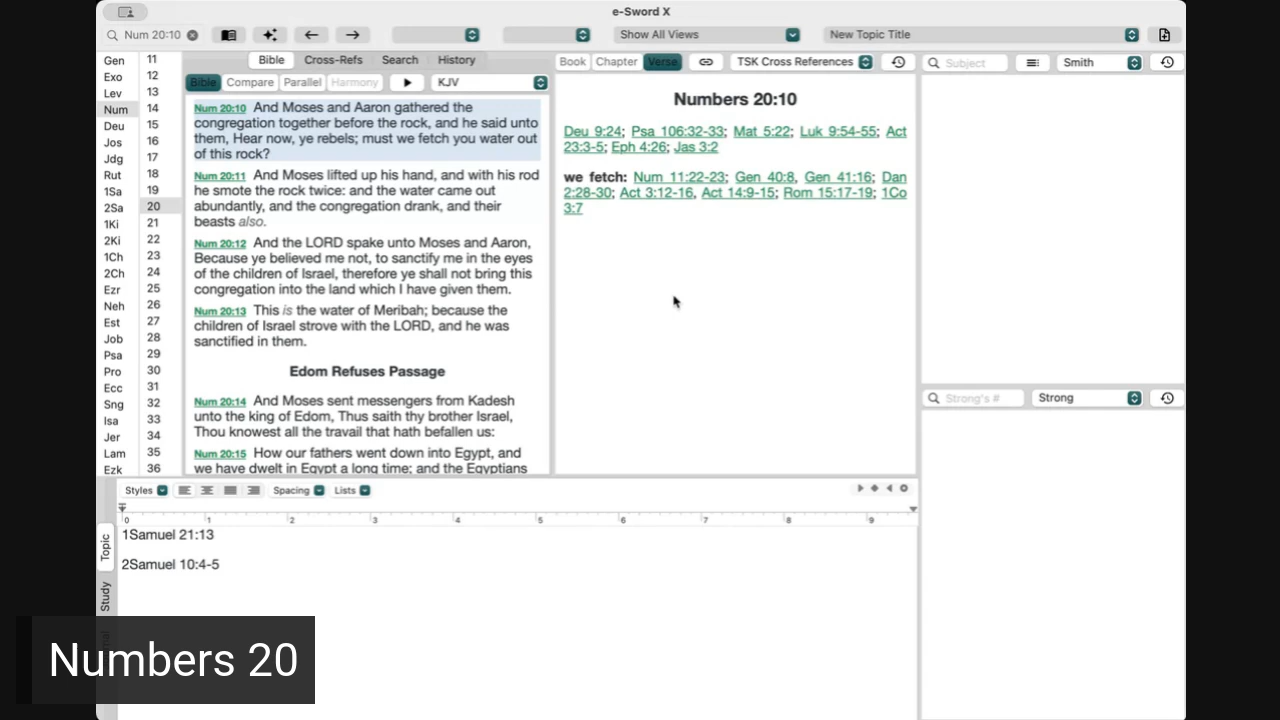 e-Sword X
Num 20:10
Show All Views
New Topic Title
Gen
Exo
Lev
Num
Deu
Jos
Jdg
Rut
1Sa
2Sa
1Ki
2Ki
1Ch
2Ch
Ezr
Neh
Est
Job
Psa
Pro
Ecc
Sng
Isa
Jer
Lam
Ezk
11
12
13
14
15
16
17
18
19
20
21
22
23
24
25
26
27
28
29
30
31
32
33
34
35
36
Bible Cross-Refs Search History
Bible Compare Parallel Harmony KJV
Num 20:10 And Moses and Aaron gathered the
congregation together before the rock, and he said unto
them, Hear now, ye rebels; must we fetch you water out
of this rock?
Num 20:11 And Moses lifted up his hand, and with his rod
he smote the rock twice: and the water came out
abundantly, and the congregation drank, and their
beasts also.
Num 20:12 And the LORD spake unto Moses and Aaron,
Because ye believed me not, to sanctify me in the eyes
of the children of Israel, therefore ye shall not bring this
congregation into the land which I have given them.
Num 20:13 This is the water of Meribah; because the
children of Israel strove with the LORD, and he was
sanctified in them.
Edom Refuses Passage
Num 20:14 And Moses sent messengers from Kadesh
unto the king of Edom, Thus saith thy brother Israel,
Thou knowest all the travail that hath befallen us:
Num 20:15 How our fathers went down into Egypt, and
we have dwelt in Egypt a long time; and the Egyptians
Book Chapter Verse TSK Cross References
Numbers 20:10
Deu 9:24; Psa 106:32-33; Mat 5:22; Luk 9:54-55; Act
23:3-5; Eph 4:26; Jas 3:2
we fetch: Num 11:22-23; Gen 40:8, Gen 41:16; Dan
2:28-30; Act 3:12-16, Act 14:9-15; Rom 15:17-19; 1Co
3:7
Subject Smith
Strong's # Strong
Styles Spacing Lists
0 1 2 3 4 5 6 7 8 9
Topic
Study
1Samuel 21:13
2Samuel 10:4-5
Numbers 20